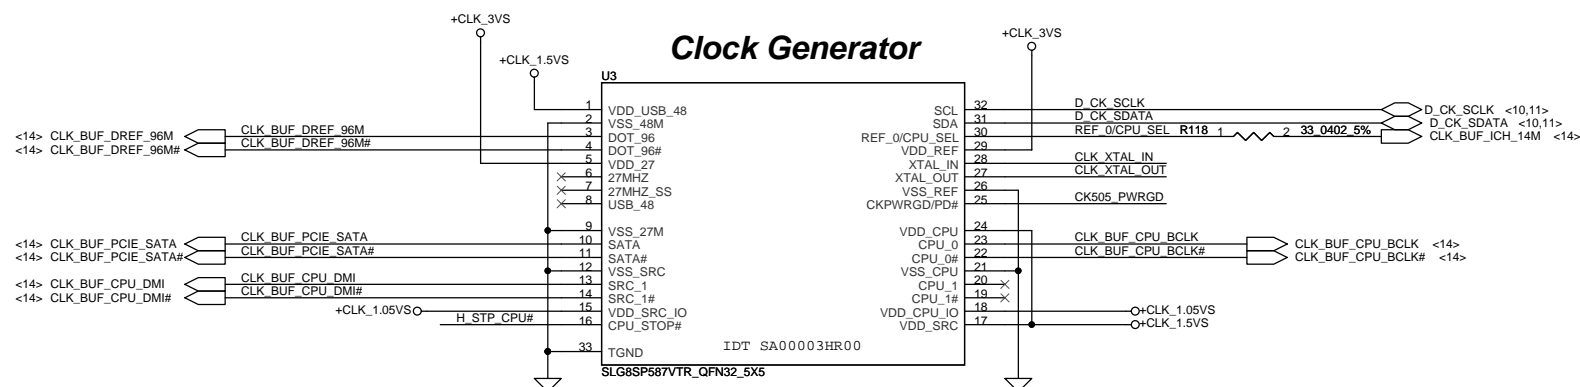 +CLK_3VS
Clock Generator
+CLK_3VS
+CLK_1.5VS
U3
1 VDD_USB_48
2 VSS_48M
<14> CLK_BUF_DREF_96M CLK_BUF_DREF_96M 3 DOT_96
<14> CLK_BUF_DREF_96M# CLK_BUF_DREF_96M# 4 DOT_96#
5 VDD_27
6 27MHZ
7 27MHZ_SS
8 USB_48
9 VSS_27M
<14> CLK_BUF_PCIE_SATA CLK_BUF_PCIE_SATA 10 SATA
<14> CLK_BUF_PCIE_SATA# CLK_BUF_PCIE_SATA# 11 SATA#
12 VSS_SRC
<14> CLK_BUF_CPU_DMI CLK_BUF_CPU_DMI 13 SRC_1
<14> CLK_BUF_CPU_DMI# CLK_BUF_CPU_DMI# 14 SRC_1#
+CLK_1.05VS 15 VDD_SRC_IO
H_STP_CPU# 16 CPU_STOP#
33 TGND
SCL 32 D_CK_SCLK D_CK_SCLK <10,11>
SDA 31 D_CK_SDATA D_CK_SDATA <10,11>
REF_0/CPU_SEL 30 REF_0/CPU_SEL R118 1 2 33_0402_5% CLK_BUF_ICH_14M <14>
VDD_REF 29
XTAL_IN 28 CLK_XTAL_IN
XTAL_OUT 27 CLK_XTAL_OUT
VSS_REF 26
CKPWRGD/PD# 25 CK505_PWRGD
VDD_CPU 24
CPU_0 23 CLK_BUF_CPU_BCLK CLK_BUF_CPU_BCLK <14>
CPU_0# 22 CLK_BUF_CPU_BCLK# CLK_BUF_CPU_BCLK# <14>
VSS_CPU 21
CPU_1 20
CPU_1# 19
VDD_CPU_IO 18 +CLK_1.05VS
VDD_SRC 17 +CLK_1.5VS
IDT SA00003HR00
SLG8SP587VTR_QFN32_5X5